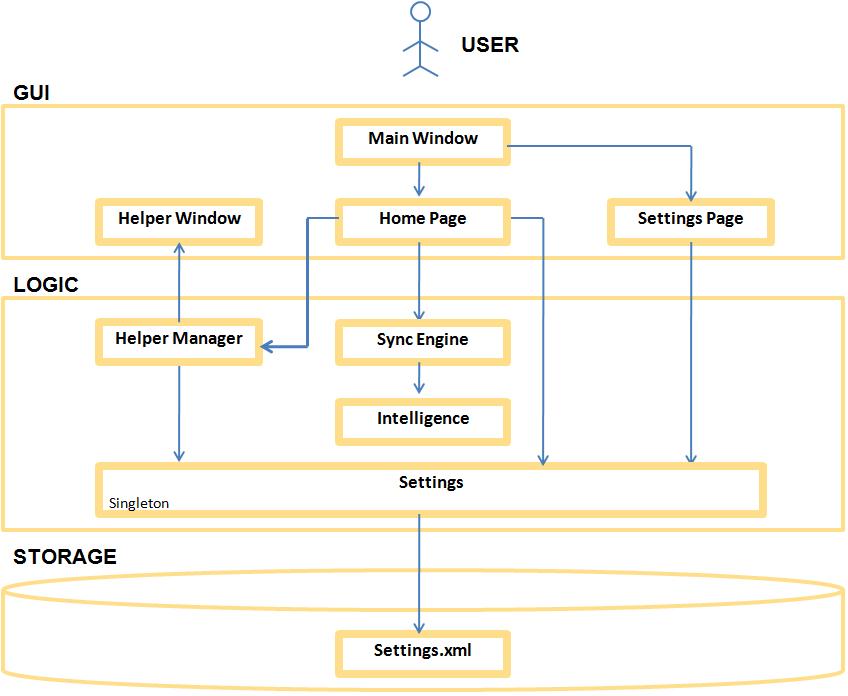 USER
GUI
Main Window
Helper Window
Home Page
Settings Page
LOGIC
Helper Manager
Sync Engine
Intelligence
Settings
Singleton
STORAGE
Settings.xml